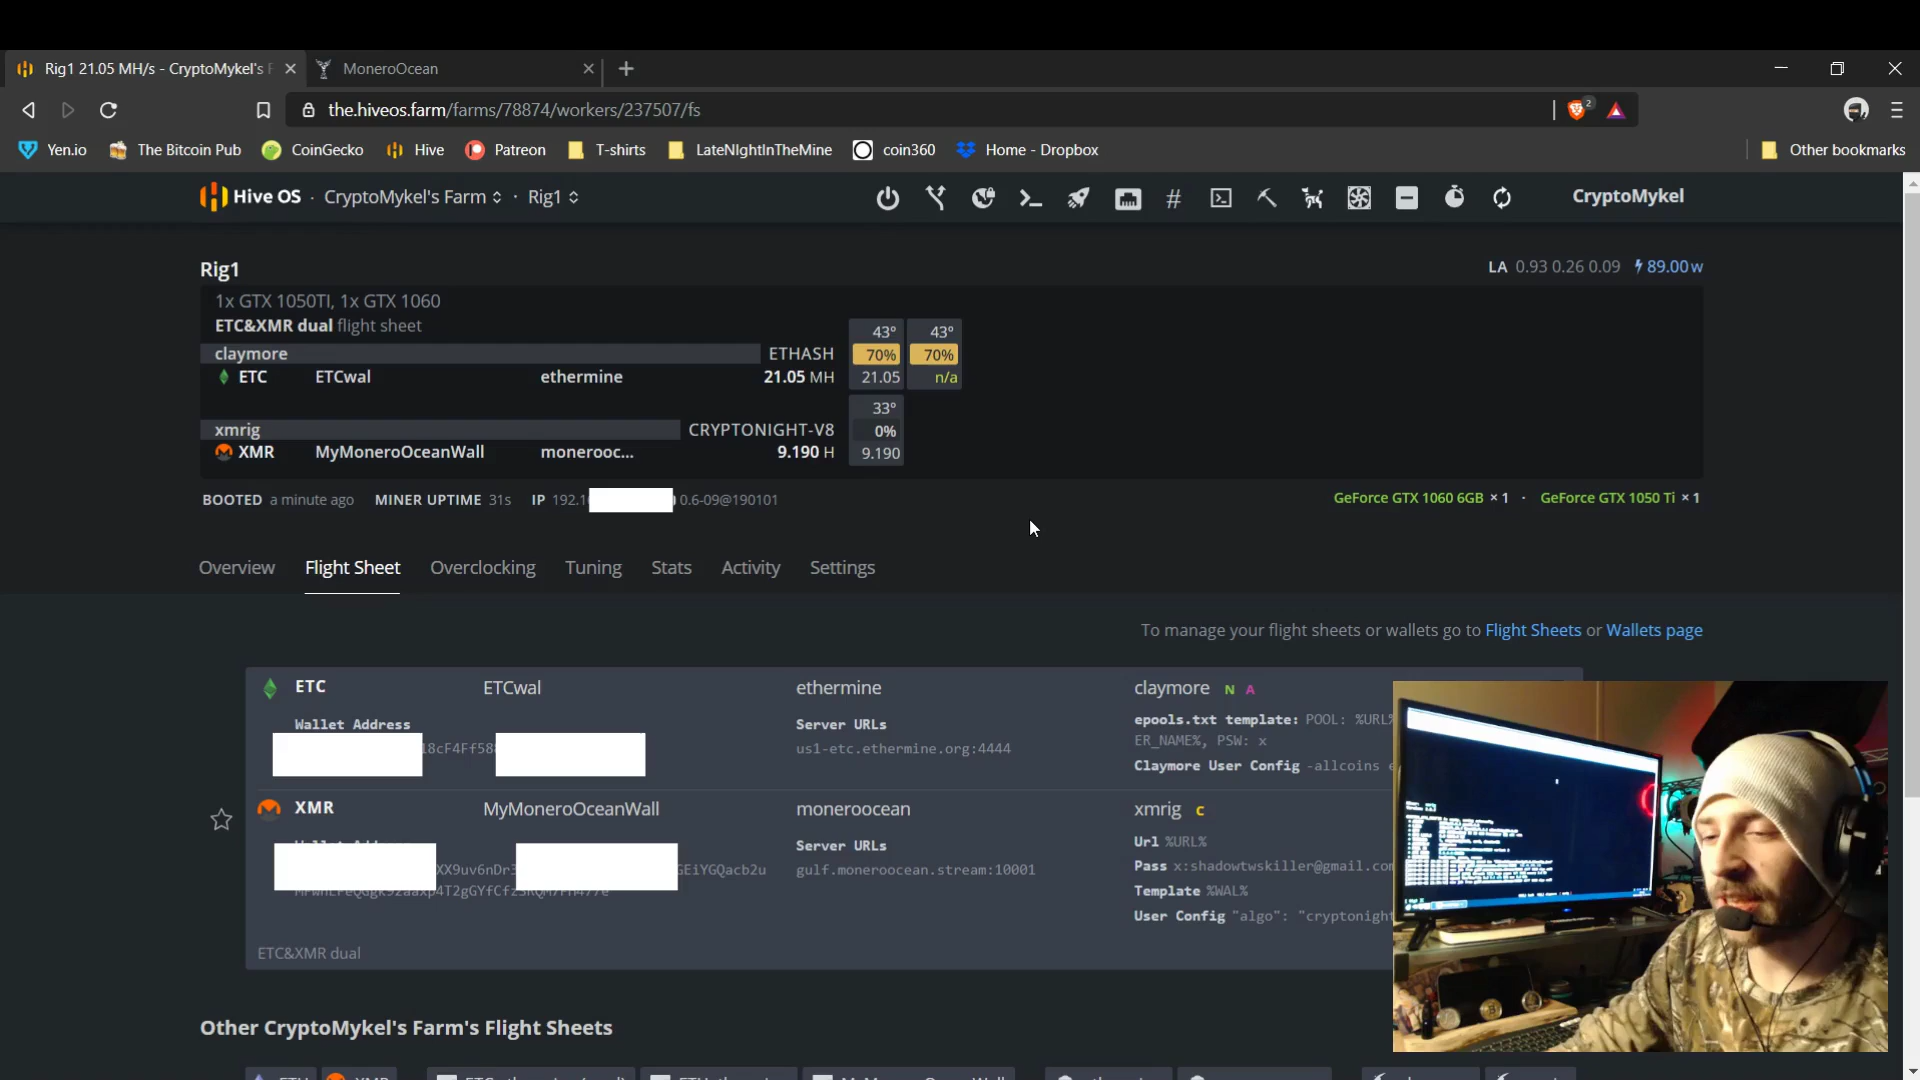 Rig1 21.05 MH/s - CryptoMykel's F
MoneroOcean
the.hiveos.farm/farms/78874/workers/237507/fs
2
Yen.io
The Bitcoin Pub
CoinGecko
Hive
Patreon
T-shirts
LateNIghtInTheMine
coin360
Home - Dropbox
Other bookmarks
Hive OS · CryptoMykel's Farm · Rig1
CryptoMykel
Rig1
LA 0.93 0.26 0.09 89.00w
1x GTX 1050TI, 1x GTX 1060
ETC&XMR dual flight sheet
43° 43°
claymore ETHASH 70% 70%
ETC ETCwal ethermine 21.05 MH 21.05 n/a
33°
xmrig CRYPTONIGHT-V8 0%
XMR MyMoneroOceanWall monerooc... 9.190 H 9.190
BOOTED a minute ago MINER UPTIME 31s IP 192.1 0.6-09@190101
GeForce GTX 1060 6GB × 1 · GeForce GTX 1050 Ti × 1
Overview Flight Sheet Overclocking Tuning Stats Activity Settings
To manage your flight sheets or wallets go to Flight Sheets or Wallets page
ETC ETCwal ethermine claymore N A
Wallet Address Server URLs epools.txt template: POOL: %URL%
18cF4Ff58 us1-etc.ethermine.org:4444 ER_NAME%, PSW: x
Claymore User Config -allcoins
XMR MyMoneroOceanWall moneroocean xmrig c
Server URLs Url %URL%
XX9uv6nDr GEiYGQacb2u gulf.moneroocean.stream:10001 Pass x:shadowtwskiller@gmail.com
Template %WAL%
User Config "algo": "cryptonight
ETC&XMR dual
Other CryptoMykel's Farm's Flight Sheets